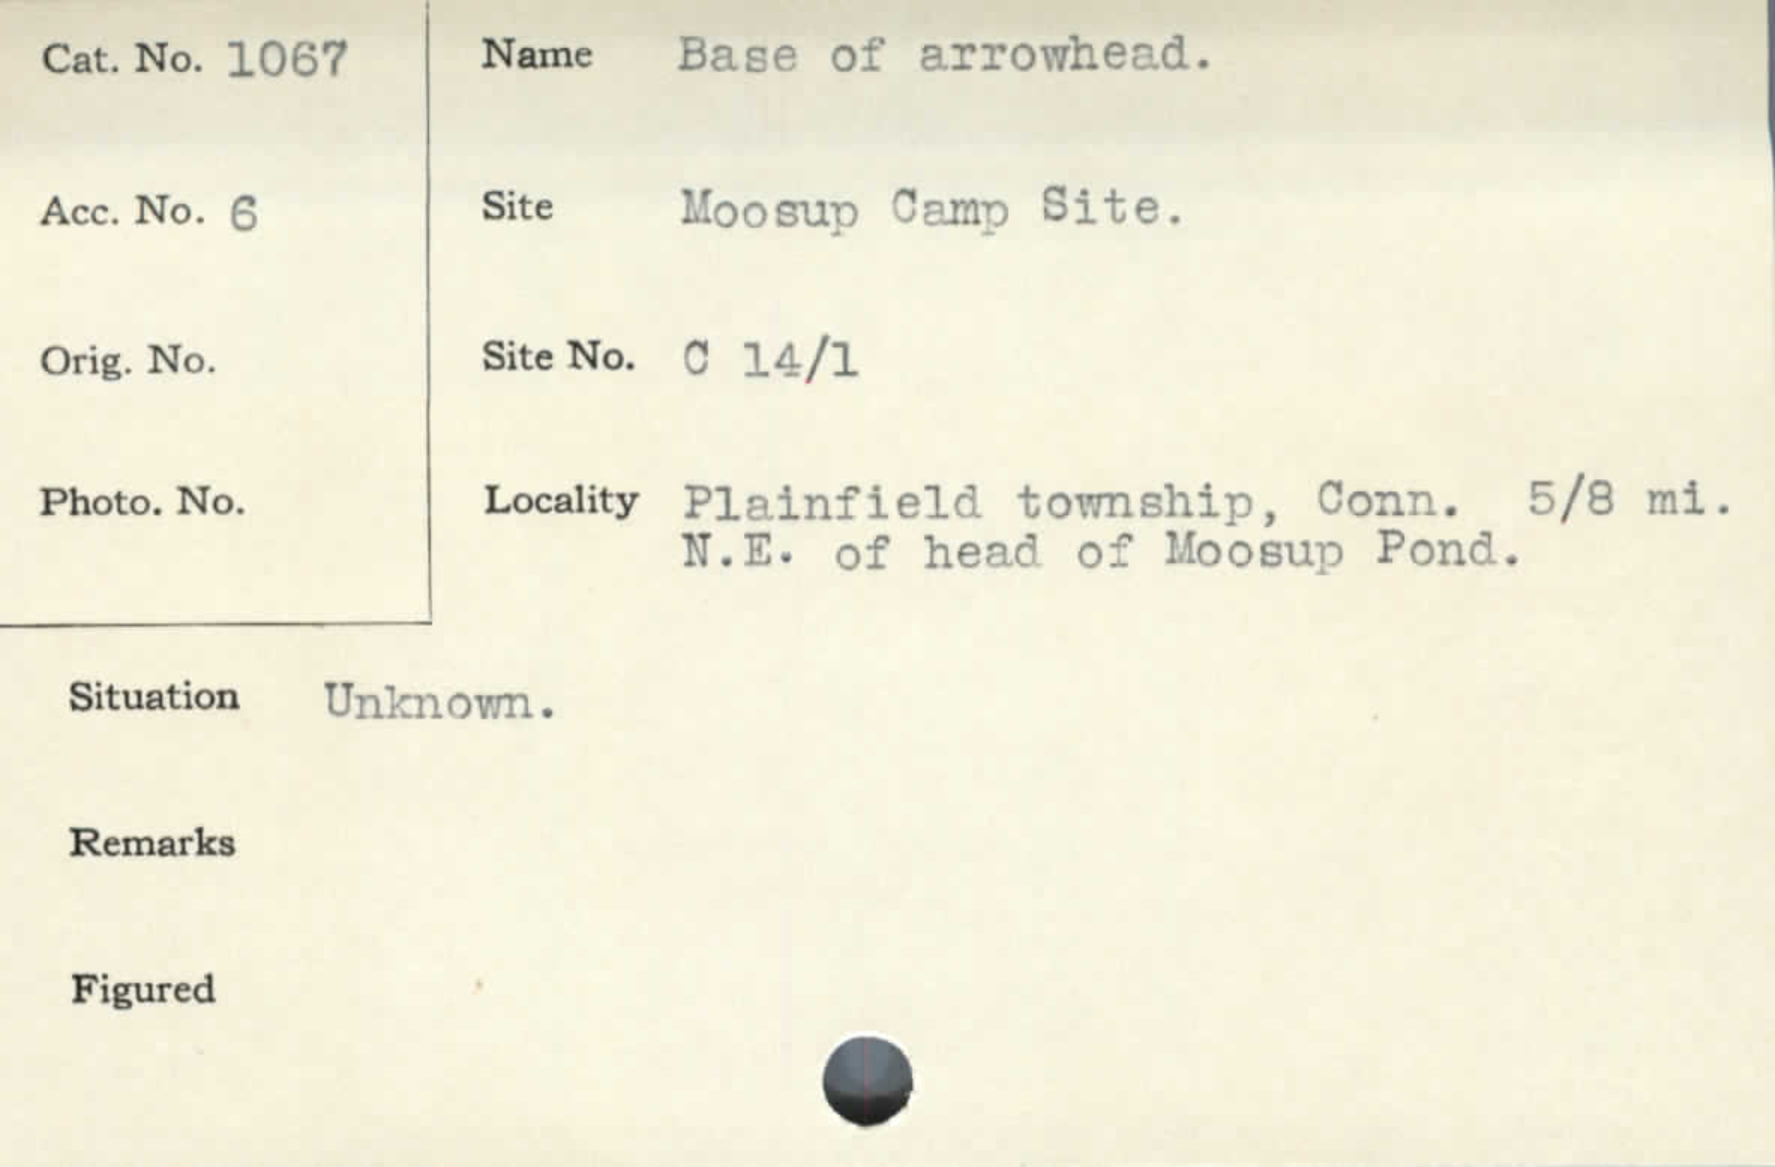 Cat. No. 1067
Name Base of arrowhead.
Acc. No. 6
Site Moosup Camp Site.
Orig. No.
Site No. C 14/1
Photo. No.
Locality Plainfield township, Conn. 5/8 mi.
N.E. of head of Moosup Pond.
Situation Unknown.
Remarks
Figured